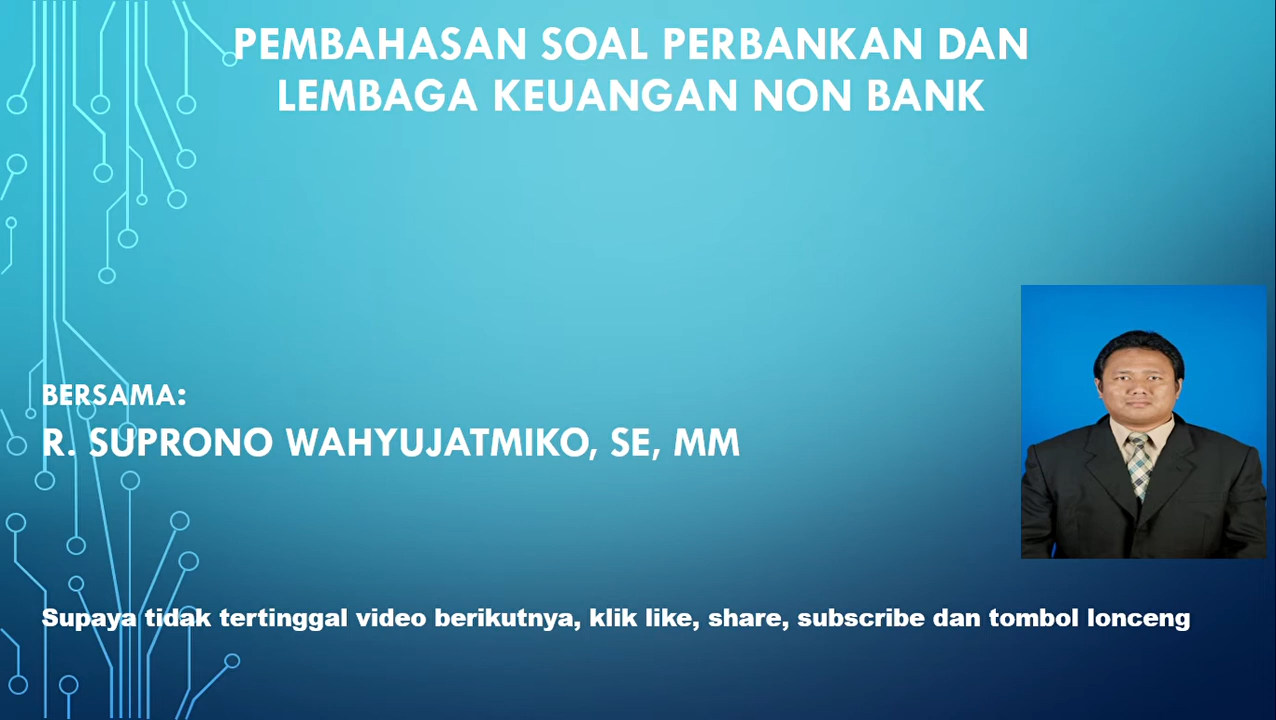 PEMBAHASAN SOAL PERBANKAN DAN
LEMBAGA KEUANGAN NON BANK
BERSAMA:
R. SUPRONO WAHYUJATMIKO, SE, MM
Supaya tidak tertinggal video berikutnya, klik like, share, subscribe dan tombol lonceng